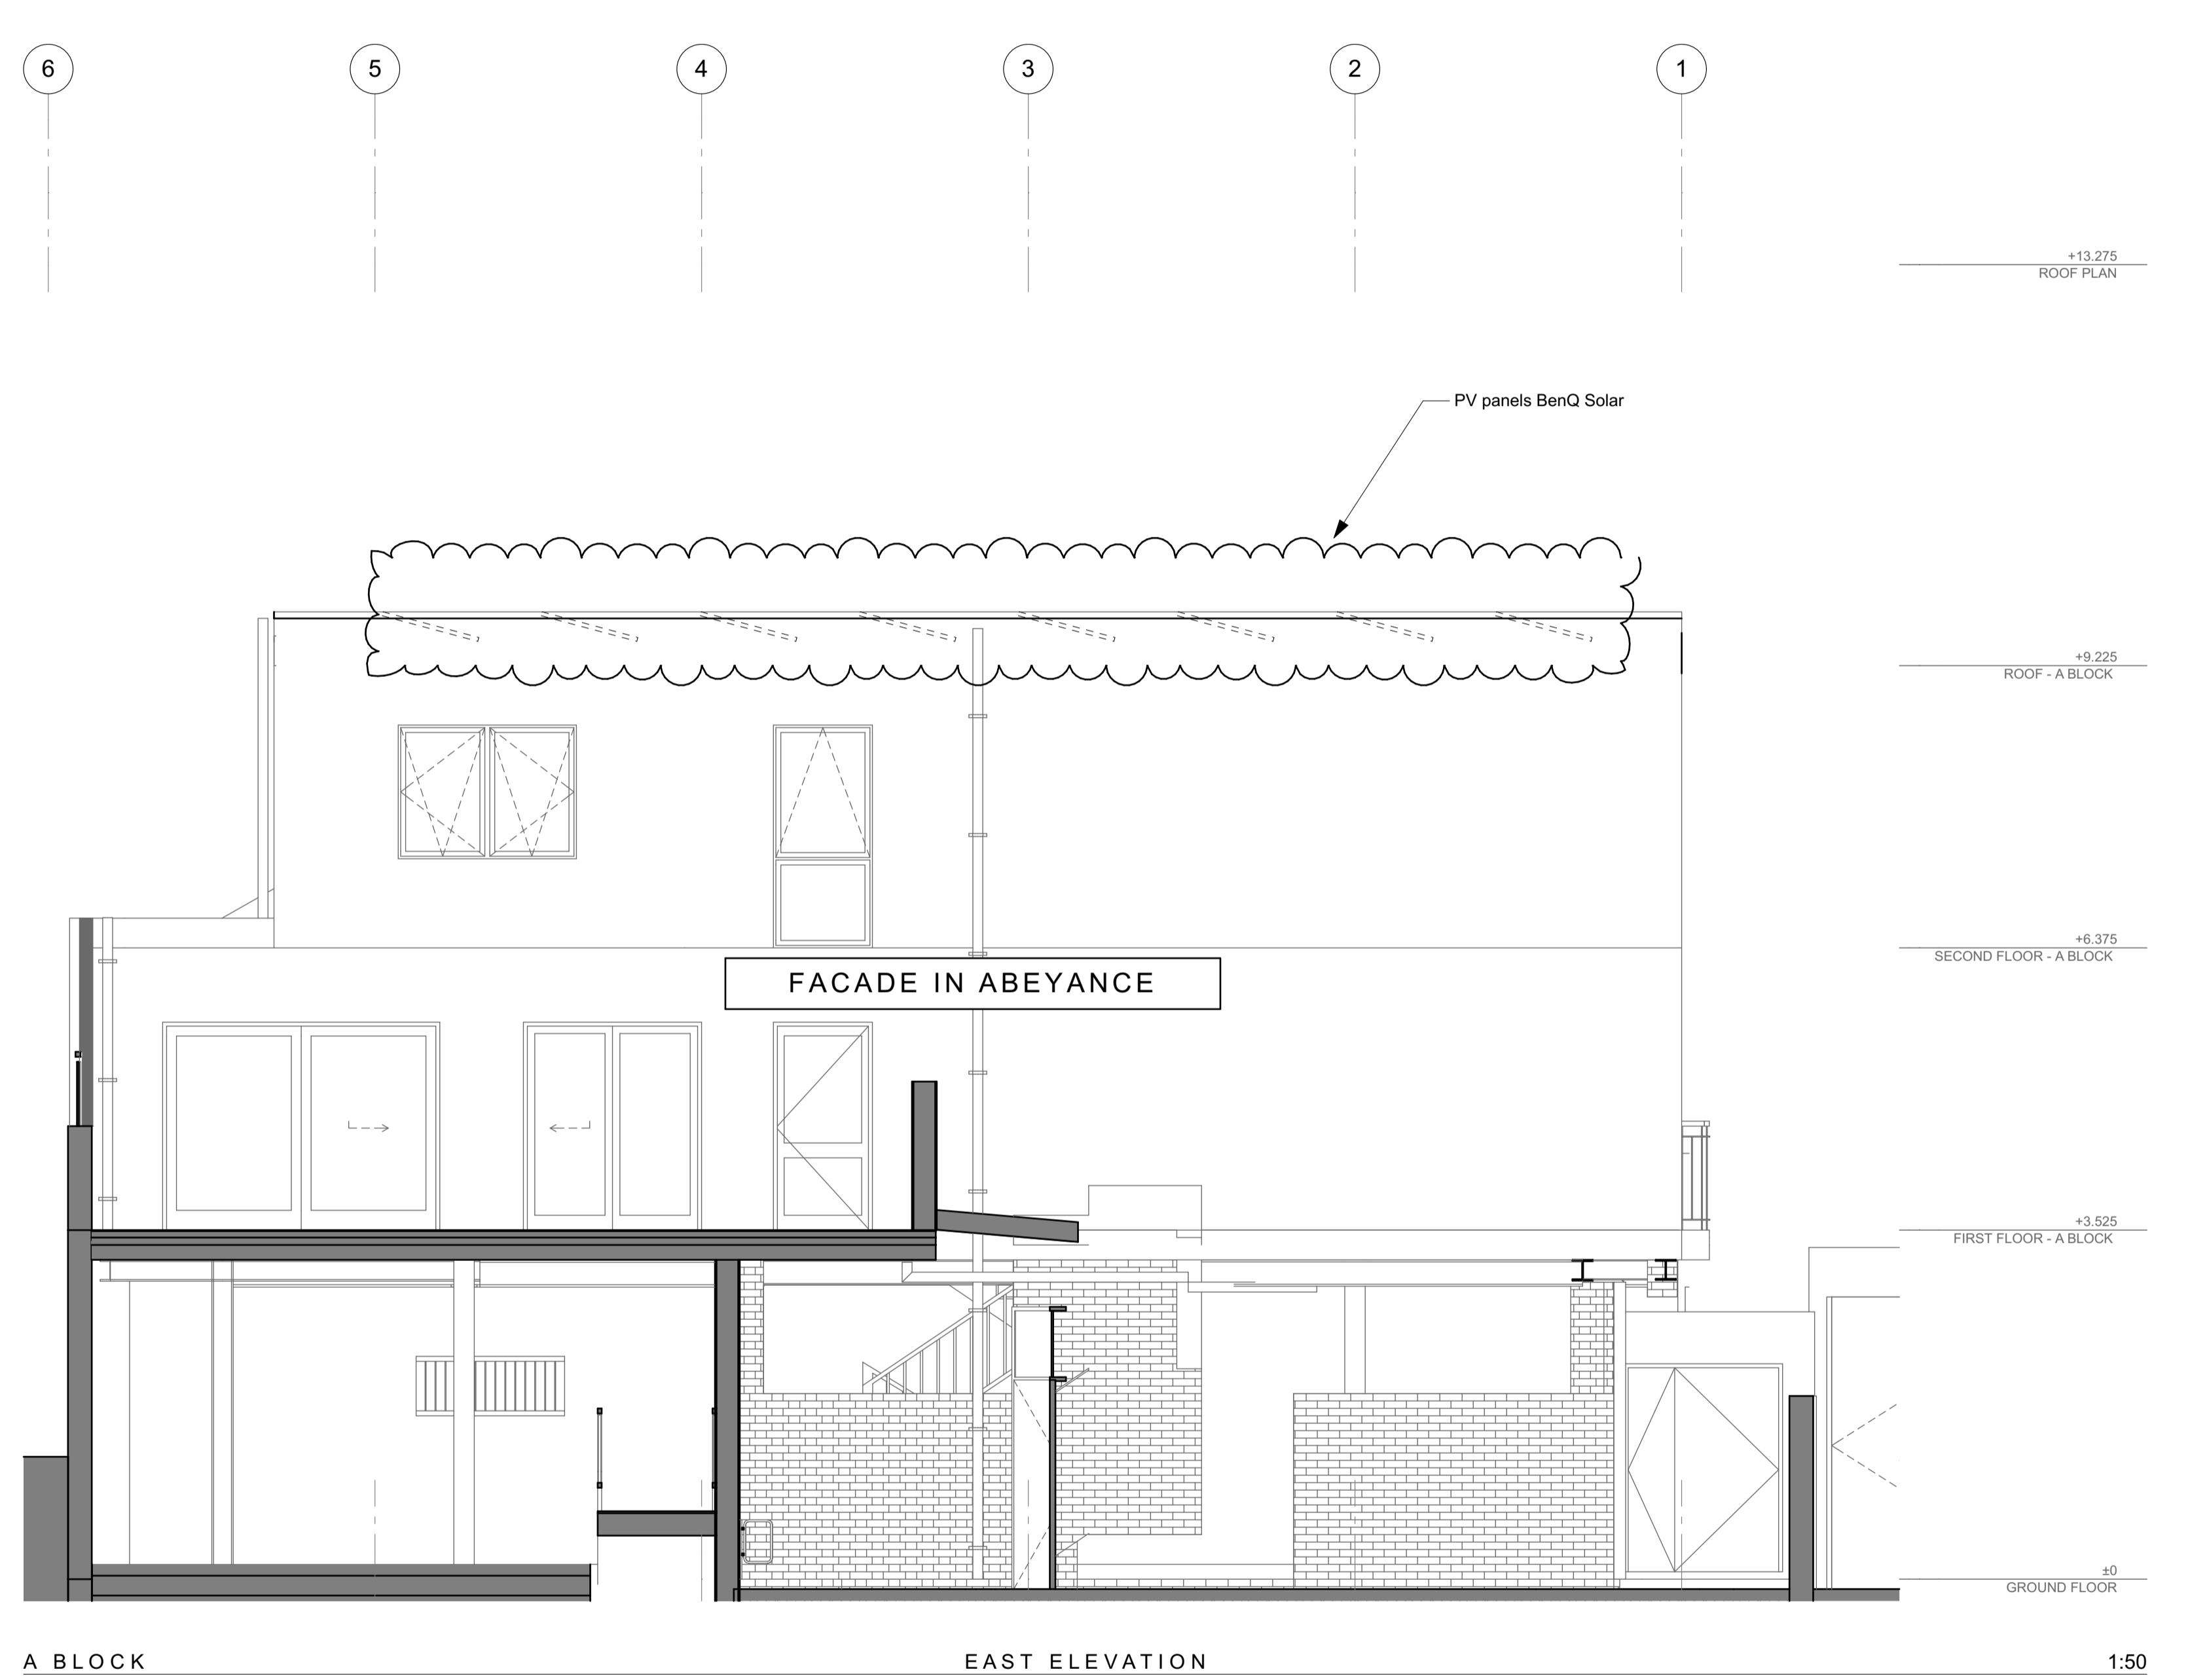 6 5 4 3 2 1
+13.275
ROOF PLAN
PV panels BenQ Solar
+9.225
ROOF - A BLOCK
+6.375
SECOND FLOOR - A BLOCK
FACADE IN ABEYANCE
+3.525
FIRST FLOOR - A BLOCK
±0
GROUND FLOOR
A BLOCK EAST ELEVATION 1:50